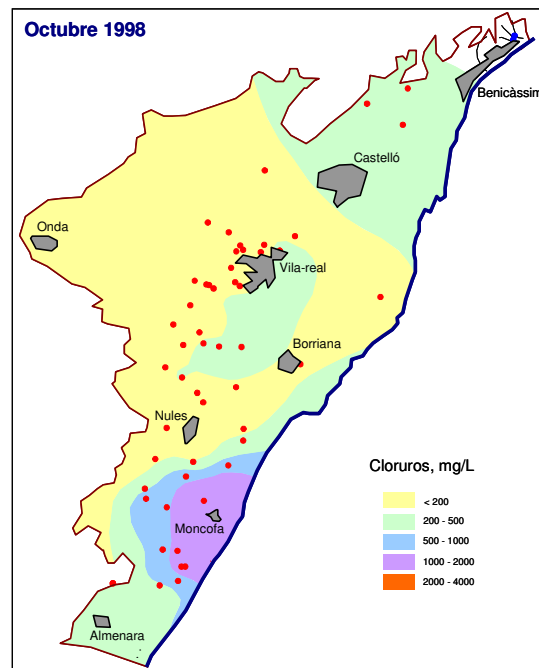 Octubre 1998
Benicàssim
Castelló
Onda
Vila-real
Borriana
Nules
Moncofa
Almenara
Cloruros, mg/L
< 200
200 - 500
500 - 1000
1000 - 2000
2000 - 4000